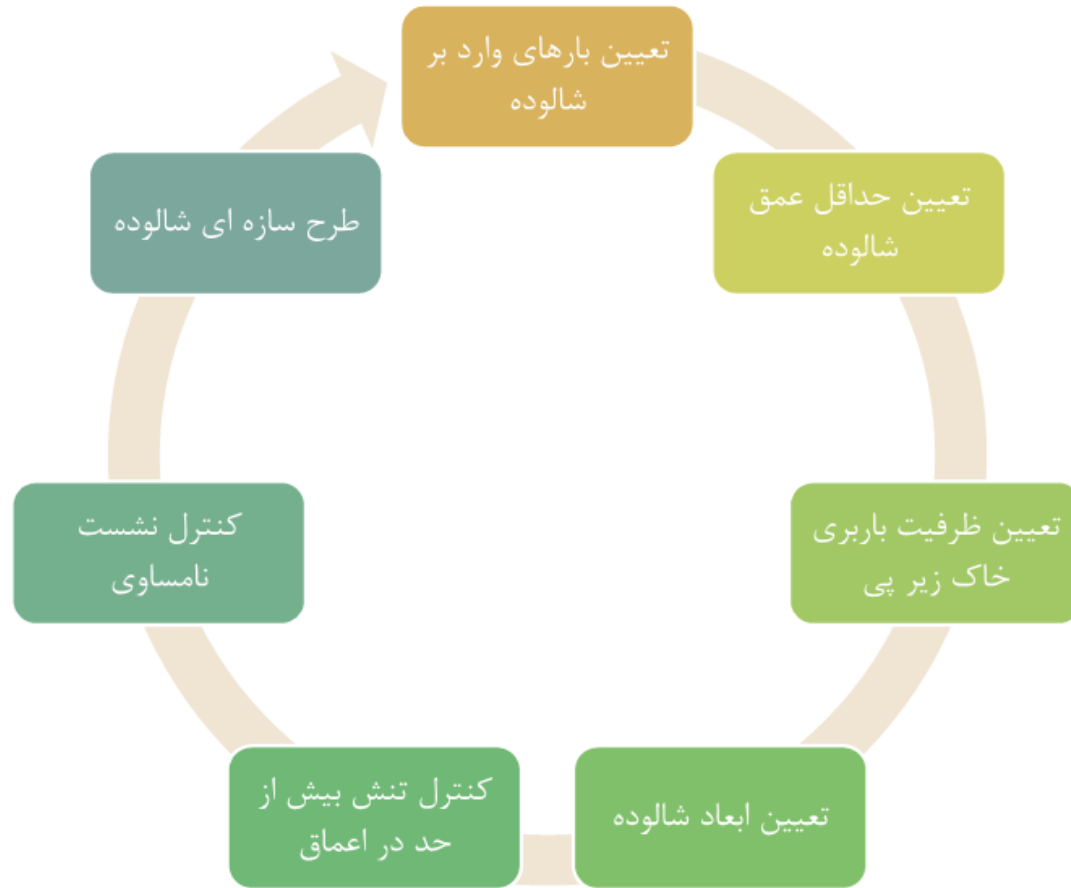 تعیین بارهای وارد بر
شالوده
تعیین حداقل عمق
شالوده
تعیین ظرفیت باربری
خاک زیر پی
تعیین ابعاد شالوده
کنترل تنش بیش از
حد در اعماق
کنترل نشست
نامساوی
طرح سازه ای شالوده